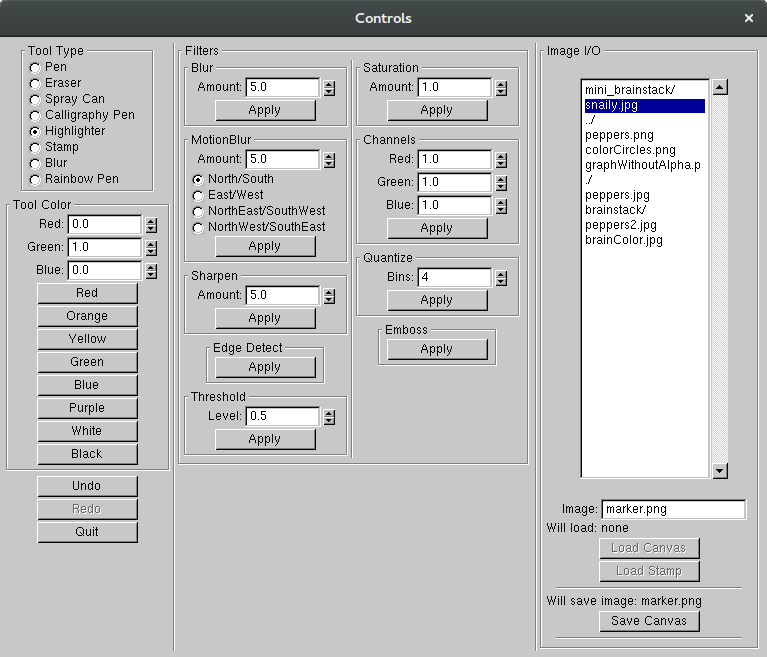 Controls
×
Tool Type
Pen
Eraser
Spray Can
Calligraphy Pen
Highlighter
Stamp
Blur
Rainbow Pen
Tool Color
Red: 0.0
Green: 1.0
Blue: 0.0
Red
Orange
Yellow
Green
Blue
Purple
White
Black
Undo
Redo
Quit
Filters
Blur
Amount: 5.0
Apply
MotionBlur
Amount: 5.0
North/South
East/West
NorthEast/SouthWest
NorthWest/SouthEast
Apply
Sharpen
Amount: 5.0
Apply
Edge Detect
Apply
Threshold
Level: 0.5
Apply
Saturation
Amount: 1.0
Apply
Channels
Red: 1.0
Green: 1.0
Blue: 1.0
Apply
Quantize
Bins: 4
Apply
Emboss
Apply
Image I/O
mini_brainstack/
snaily.jpg
../
peppers.png
colorCircles.png
graphWithoutAlpha.p
./
peppers.jpg
brainstack/
peppers2.jpg
brainColor.jpg
Image: marker.png
Will load: none
Load Canvas
Load Stamp
Will save image: marker.png
Save Canvas